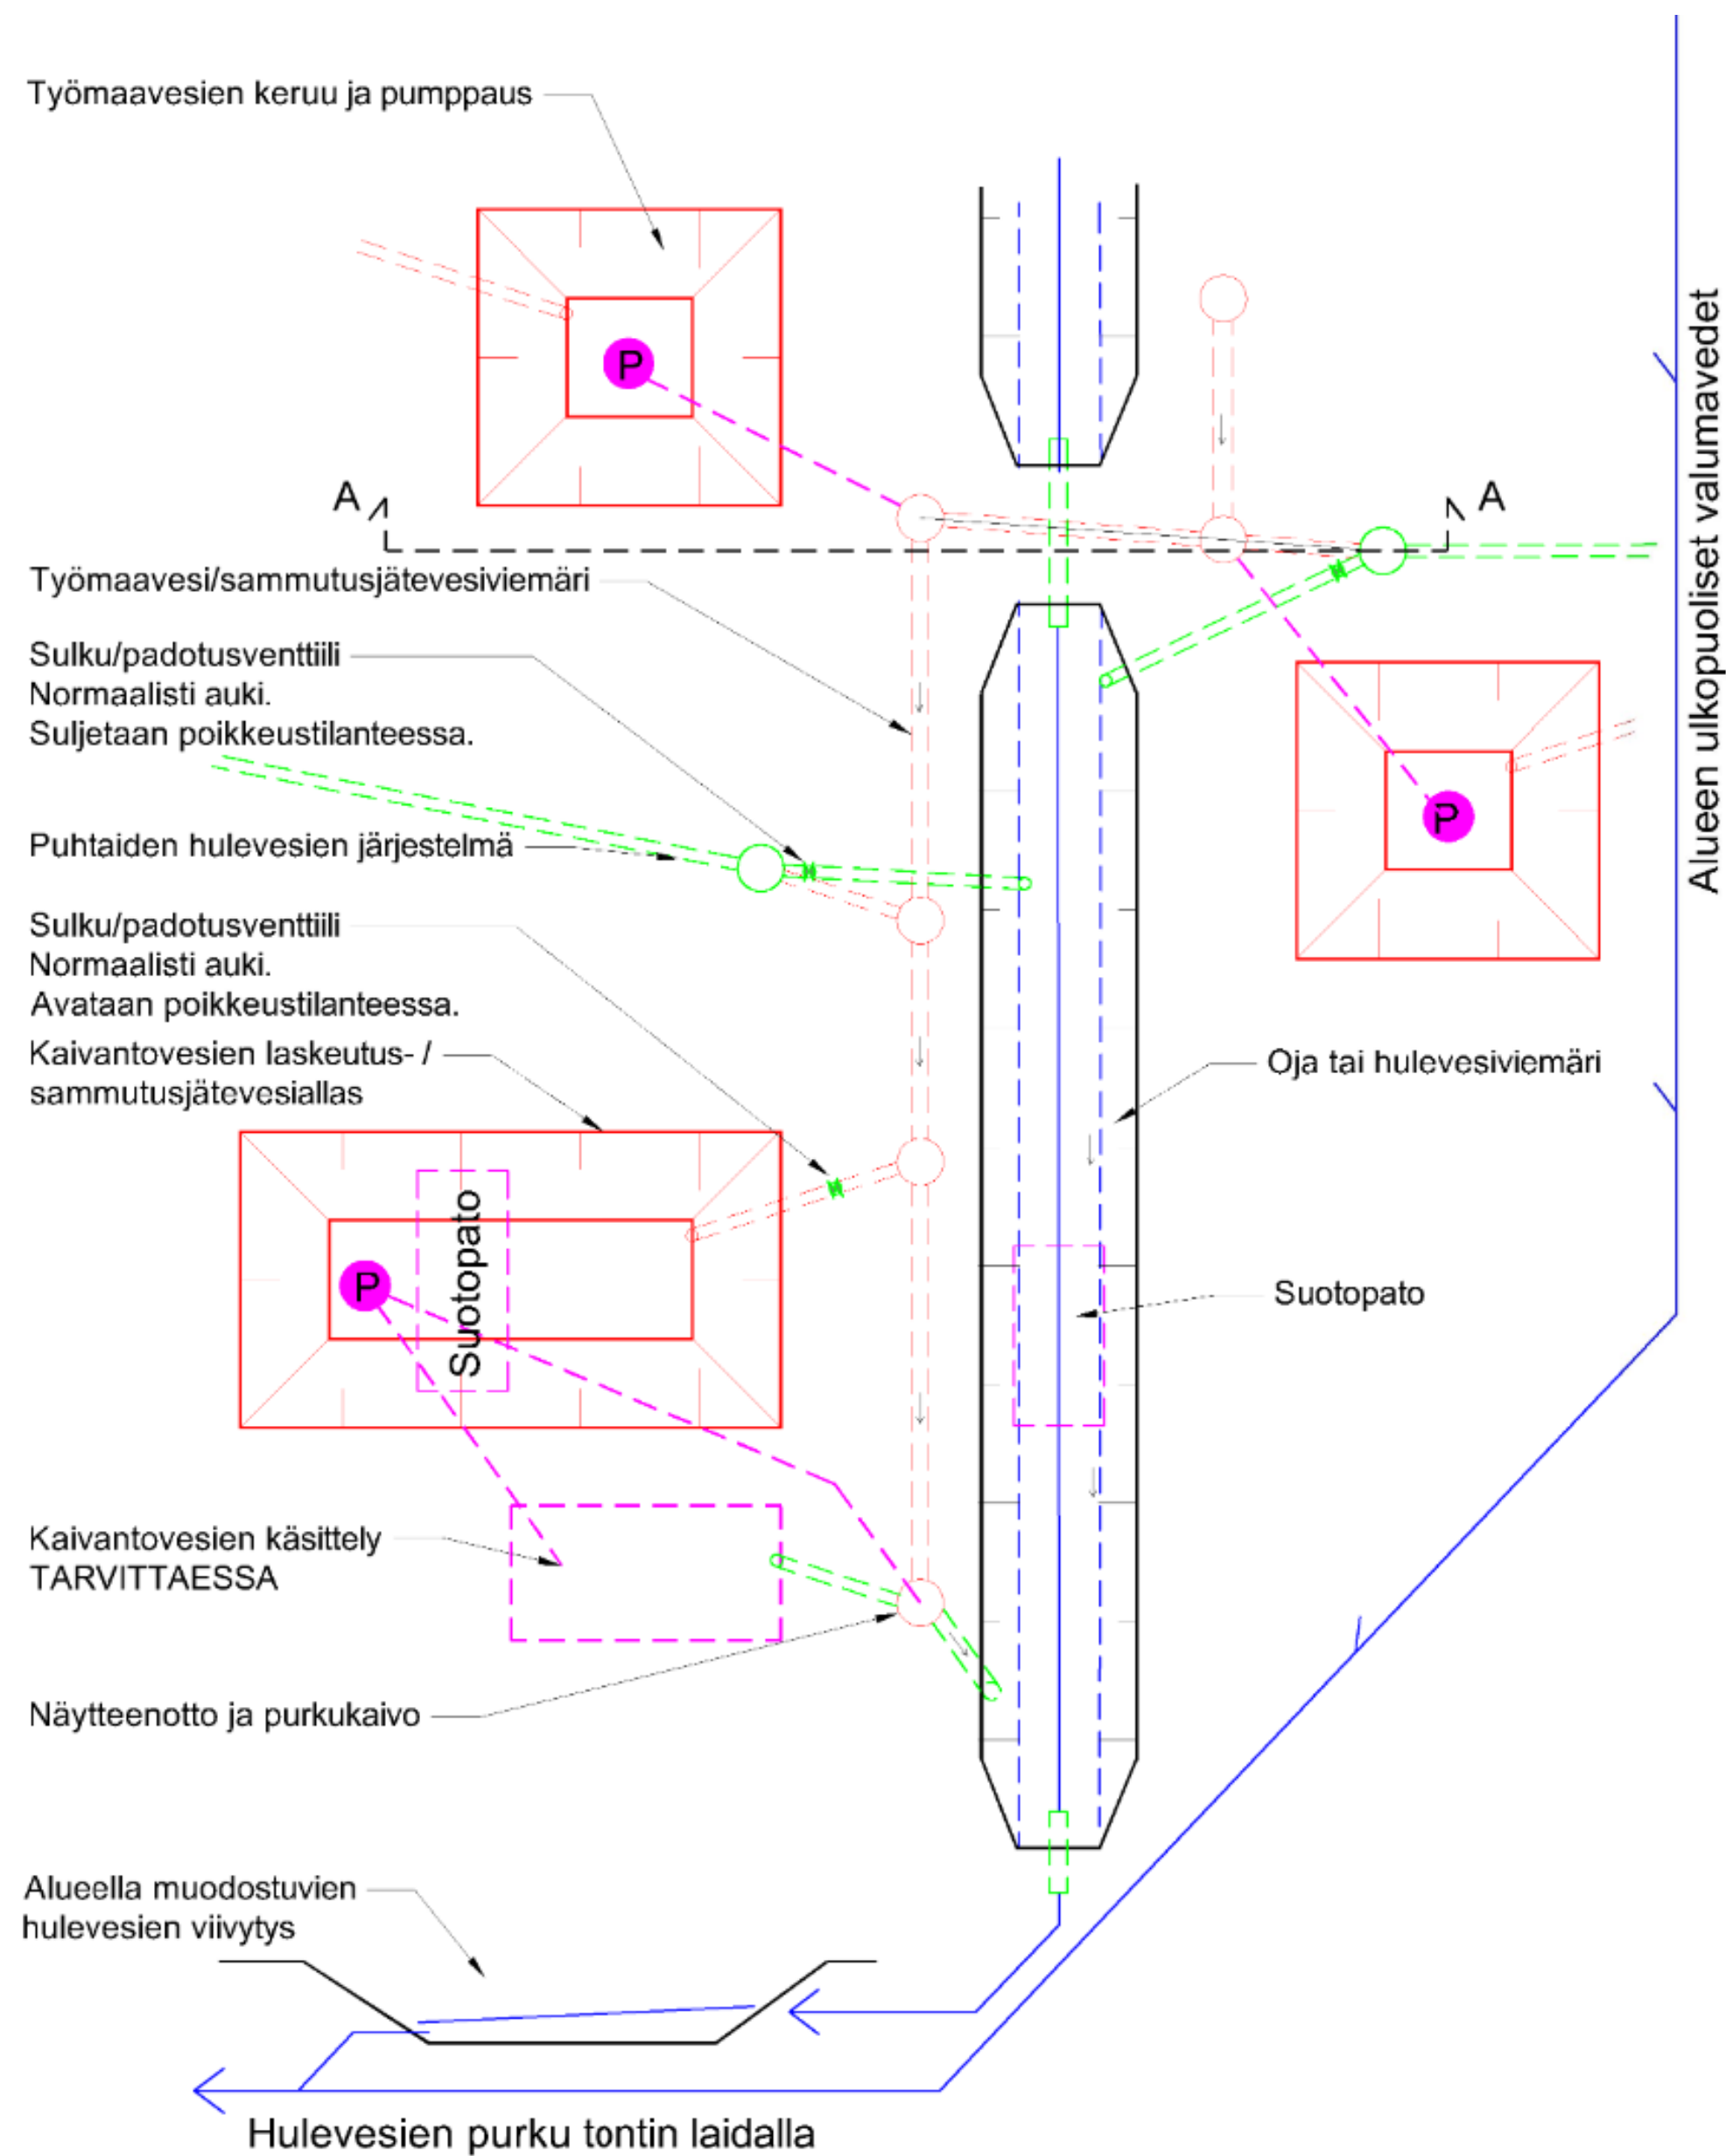 Työmaavesien keruu ja pumppaus
P
A
A
Työmaavesi/sammutusjätevesiviemäri
Sulku/padotusventtiili
Normaalisti auki.
Suljetaan poikkeustilanteessa.
P
Puhtaiden hulevesien järjestelmä
Sulku/padotusventtiili
Normaalisti auki.
Avataan poikkeustilanteessa.
Kaivantovesien laskeutus- /
sammutusjätevesiallas
Oja tai hulevesiviemäri
Alueen ulkopuoliset valumavedet
P
Suotopato
Suotopato
Kaivantovesien käsittely
TARVITTAESSA
Näytteenotto ja purkukaivo
Alueella muodostuvien
hulevesien viivytys
Hulevesien purku tontin laidalla